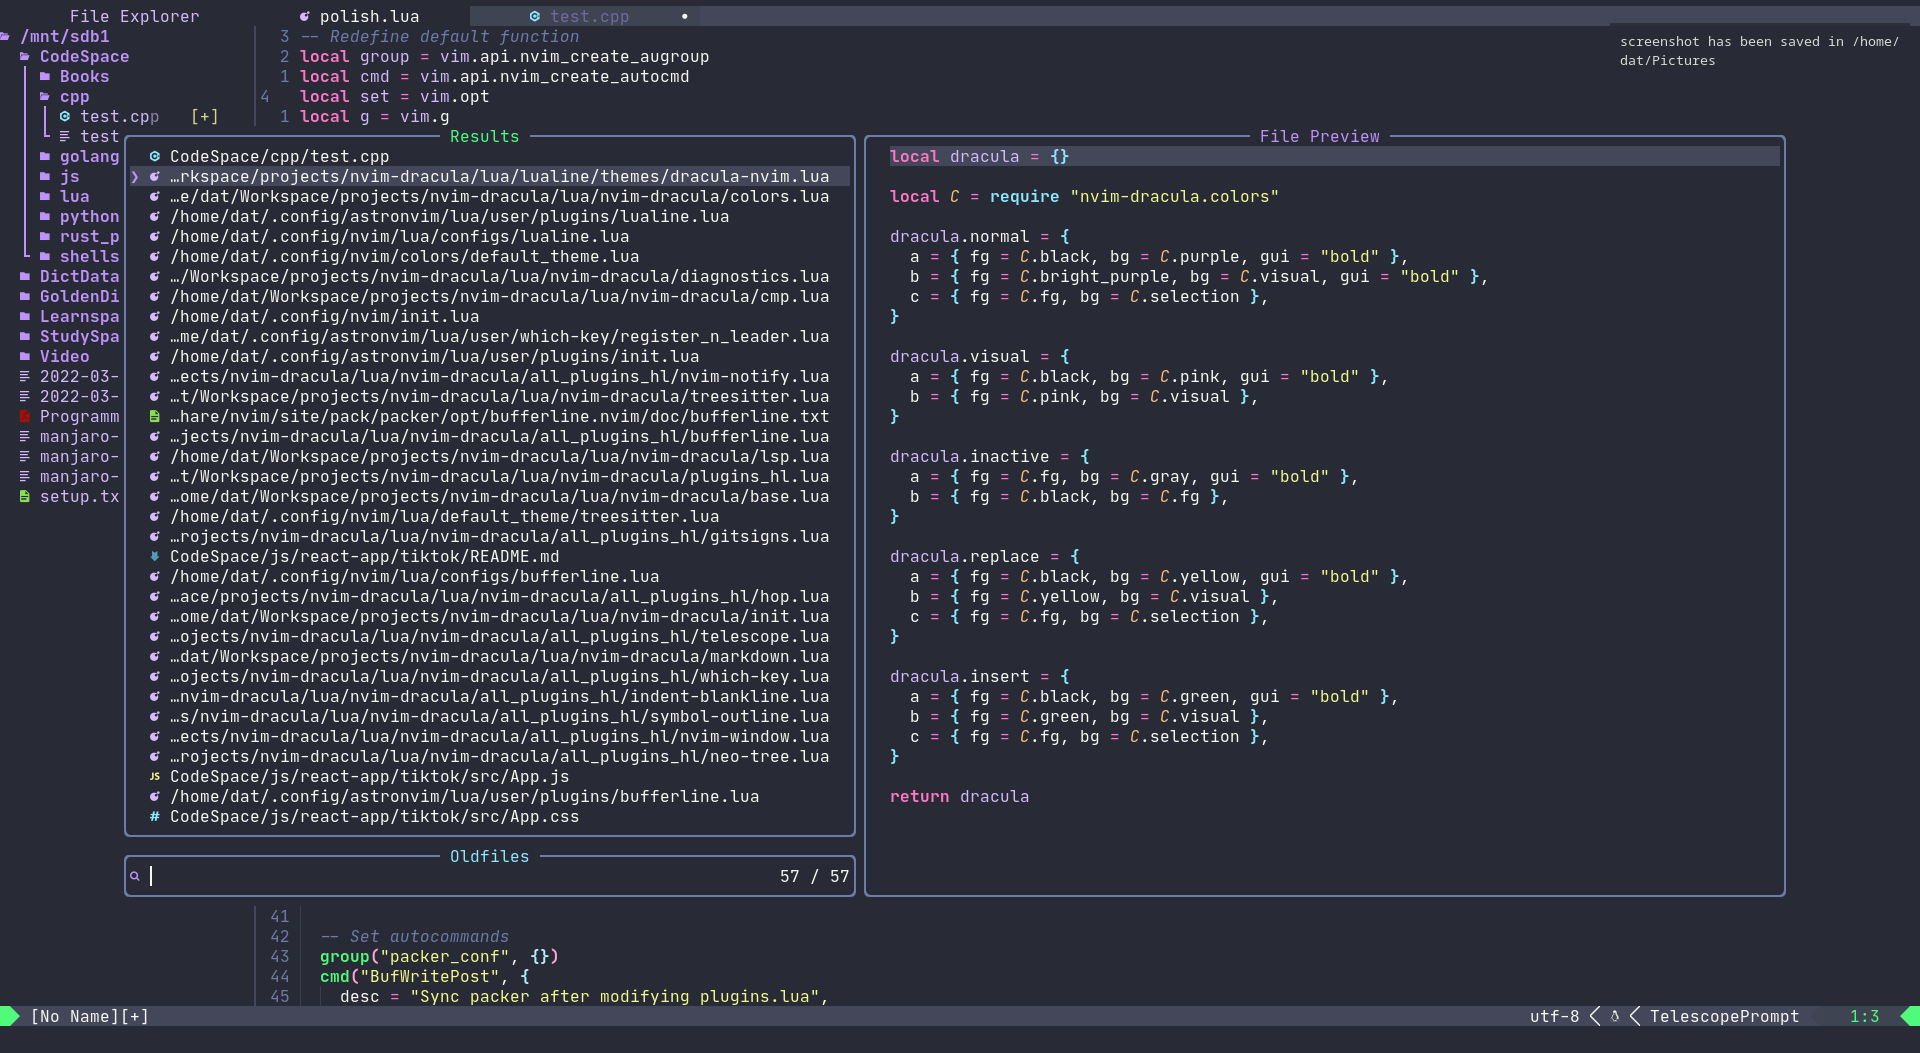 File Explorer
polish.lua
test.cpp
/mnt/sdb1
CodeSpace
Books
cpp
test.cpp [+]
test
golang
js
lua
python
rust_p
shells
DictData
GoldenDi
Learnspa
StudySpa
Video
2022-03-
2022-03-
Programm
manjaro-
manjaro-
manjaro-
setup.tx
3 -- Redefine default function
2 local group = vim.api.nvim_create_augroup
1 local cmd = vim.api.nvim_create_autocmd
4 local set = vim.opt
1 local g = vim.g
screenshot has been saved in /home/
dat/Pictures
Results
CodeSpace/cpp/test.cpp
❯ …rkspace/projects/nvim-dracula/lua/lualine/themes/dracula-nvim.lua
…e/dat/Workspace/projects/nvim-dracula/lua/nvim-dracula/colors.lua
/home/dat/.config/astronvim/lua/user/plugins/lualine.lua
/home/dat/.config/nvim/lua/configs/lualine.lua
/home/dat/.config/nvim/colors/default_theme.lua
…/Workspace/projects/nvim-dracula/lua/nvim-dracula/diagnostics.lua
/home/dat/Workspace/projects/nvim-dracula/lua/nvim-dracula/cmp.lua
/home/dat/.config/nvim/init.lua
…me/dat/.config/astronvim/lua/user/which-key/register_n_leader.lua
/home/dat/.config/astronvim/lua/user/plugins/init.lua
…ects/nvim-dracula/lua/nvim-dracula/all_plugins_hl/nvim-notify.lua
…t/Workspace/projects/nvim-dracula/lua/nvim-dracula/treesitter.lua
…hare/nvim/site/pack/packer/opt/bufferline.nvim/doc/bufferline.txt
…jects/nvim-dracula/lua/nvim-dracula/all_plugins_hl/bufferline.lua
/home/dat/Workspace/projects/nvim-dracula/lua/nvim-dracula/lsp.lua
…t/Workspace/projects/nvim-dracula/lua/nvim-dracula/plugins_hl.lua
…ome/dat/Workspace/projects/nvim-dracula/lua/nvim-dracula/base.lua
/home/dat/.config/nvim/lua/default_theme/treesitter.lua
…rojects/nvim-dracula/lua/nvim-dracula/all_plugins_hl/gitsigns.lua
CodeSpace/js/react-app/tiktok/README.md
/home/dat/.config/nvim/lua/configs/bufferline.lua
…ace/projects/nvim-dracula/lua/nvim-dracula/all_plugins_hl/hop.lua
…ome/dat/Workspace/projects/nvim-dracula/lua/nvim-dracula/init.lua
…ojects/nvim-dracula/lua/nvim-dracula/all_plugins_hl/telescope.lua
…dat/Workspace/projects/nvim-dracula/lua/nvim-dracula/markdown.lua
…ojects/nvim-dracula/lua/nvim-dracula/all_plugins_hl/which-key.lua
…nvim-dracula/lua/nvim-dracula/all_plugins_hl/indent-blankline.lua
…s/nvim-dracula/lua/nvim-dracula/all_plugins_hl/symbol-outline.lua
…ects/nvim-dracula/lua/nvim-dracula/all_plugins_hl/nvim-window.lua
…rojects/nvim-dracula/lua/nvim-dracula/all_plugins_hl/neo-tree.lua
JS CodeSpace/js/react-app/tiktok/src/App.js
/home/dat/.config/astronvim/lua/user/plugins/bufferline.lua
# CodeSpace/js/react-app/tiktok/src/App.css
Oldfiles
57 / 57
File Preview
local dracula = {}
local C = require "nvim-dracula.colors"
dracula.normal = {
a = { fg = C.black, bg = C.purple, gui = "bold" },
b = { fg = C.bright_purple, bg = C.visual, gui = "bold" },
c = { fg = C.fg, bg = C.selection },
}
dracula.visual = {
a = { fg = C.black, bg = C.pink, gui = "bold" },
b = { fg = C.pink, bg = C.visual },
}
dracula.inactive = {
a = { fg = C.fg, bg = C.gray, gui = "bold" },
b = { fg = C.black, bg = C.fg },
}
dracula.replace = {
a = { fg = C.black, bg = C.yellow, gui = "bold" },
b = { fg = C.yellow, bg = C.visual },
c = { fg = C.fg, bg = C.selection },
}
dracula.insert = {
a = { fg = C.black, bg = C.green, gui = "bold" },
b = { fg = C.green, bg = C.visual },
c = { fg = C.fg, bg = C.selection },
}
return dracula
41
42 -- Set autocommands
43 group("packer_conf", {})
44 cmd("BufWritePost", {
45 desc = "Sync packer after modifying plugins.lua",
[No Name][+]
utf-8
TelescopePrompt
1:3